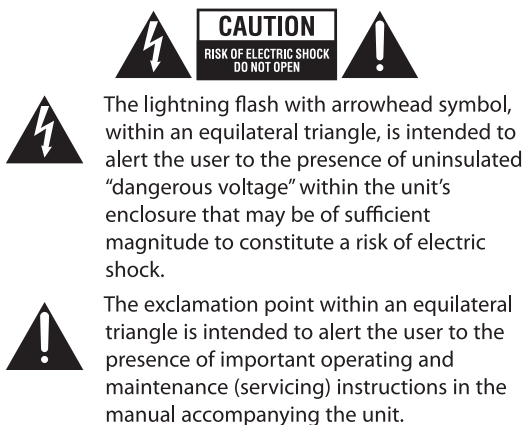 CAUTION
RISK OF ELECTRIC SHOCK
DO NOT OPEN
The lightning flash with arrowhead symbol,
within an equilateral triangle, is intended to
alert the user to the presence of uninsulated
“dangerous voltage” within the unit’s
enclosure that may be of sufficient
magnitude to constitute a risk of electric
shock.
The exclamation point within an equilateral
triangle is intended to alert the user to the
presence of important operating and
maintenance (servicing) instructions in the
manual accompanying the unit.